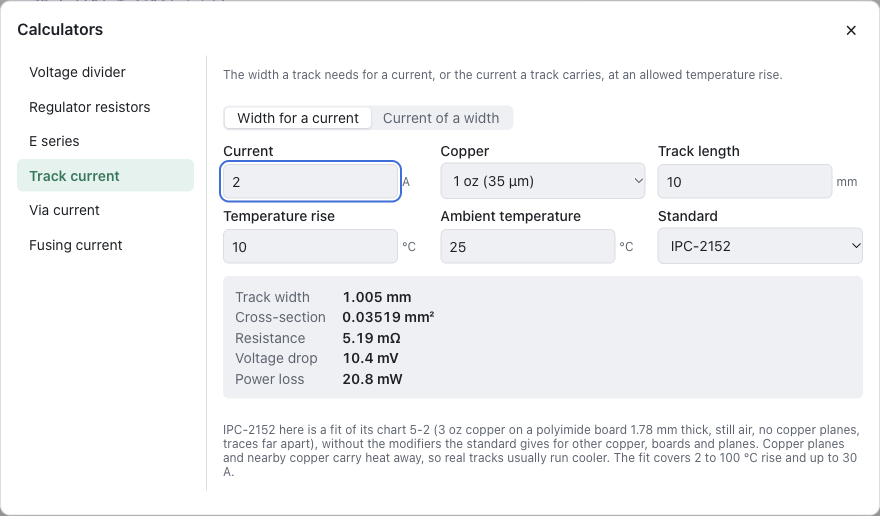 Calculators
Voltage divider
Regulator resistors
E series
Track current
Via current
Fusing current
The width a track needs for a current, or the current a track carries, at an allowed temperature rise.
Width for a current
Current of a width
Current
Copper
Track length
2 A
1 oz (35 µm)
10 mm
Temperature rise
Ambient temperature
Standard
10 °C
25 °C
IPC-2152
Track width 1.005 mm
Cross-section 0.03519 mm²
Resistance 5.19 mΩ
Voltage drop 10.4 mV
Power loss 20.8 mW
IPC-2152 here is a fit of its chart 5-2 (3 oz copper on a polyimide board 1.78 mm thick, still air, no copper planes,
traces far apart), without the modifiers the standard gives for other copper, boards and planes. Copper planes
and nearby copper carry heat away, so real tracks usually run cooler. The fit covers 2 to 100 °C rise and up to 30
A.